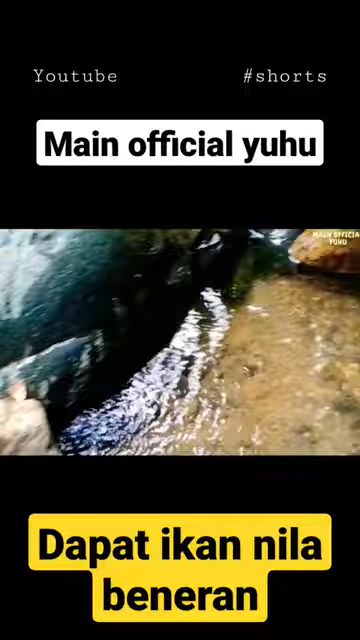 Youtube #shorts
Main official yuhu
MAIN OFFICIAL
YUHU
Dapat ikan nila
beneran